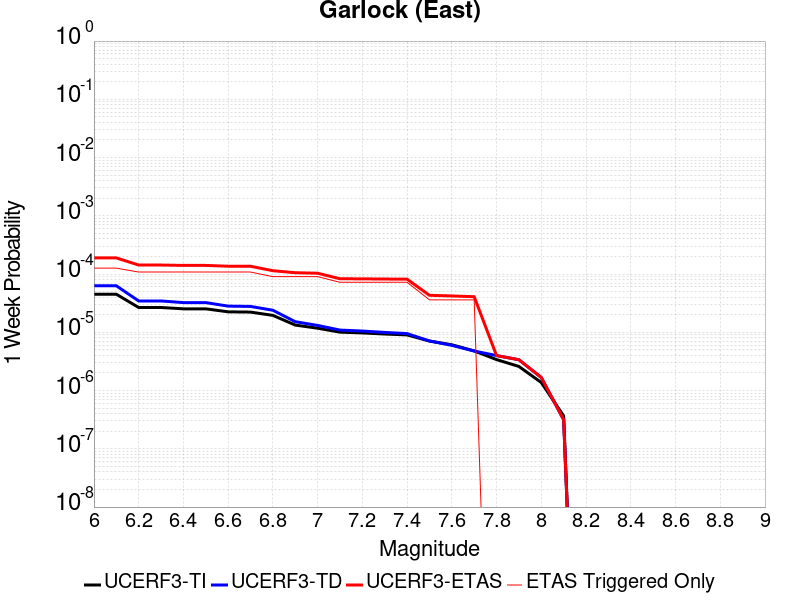 Garlock (East)
10 0
10 -1
10 -2
10 -3
10 -4
10 -5
10 -6
10 -7
10 -8
1 Week Probability
6 6.2 6.4 6.6 6.8 7 7.2 7.4 7.6 7.8 8 8.2 8.4 8.6 8.8 9
Magnitude
UCERF3-TI UCERF3-TD UCERF3-ETAS ETAS Triggered Only